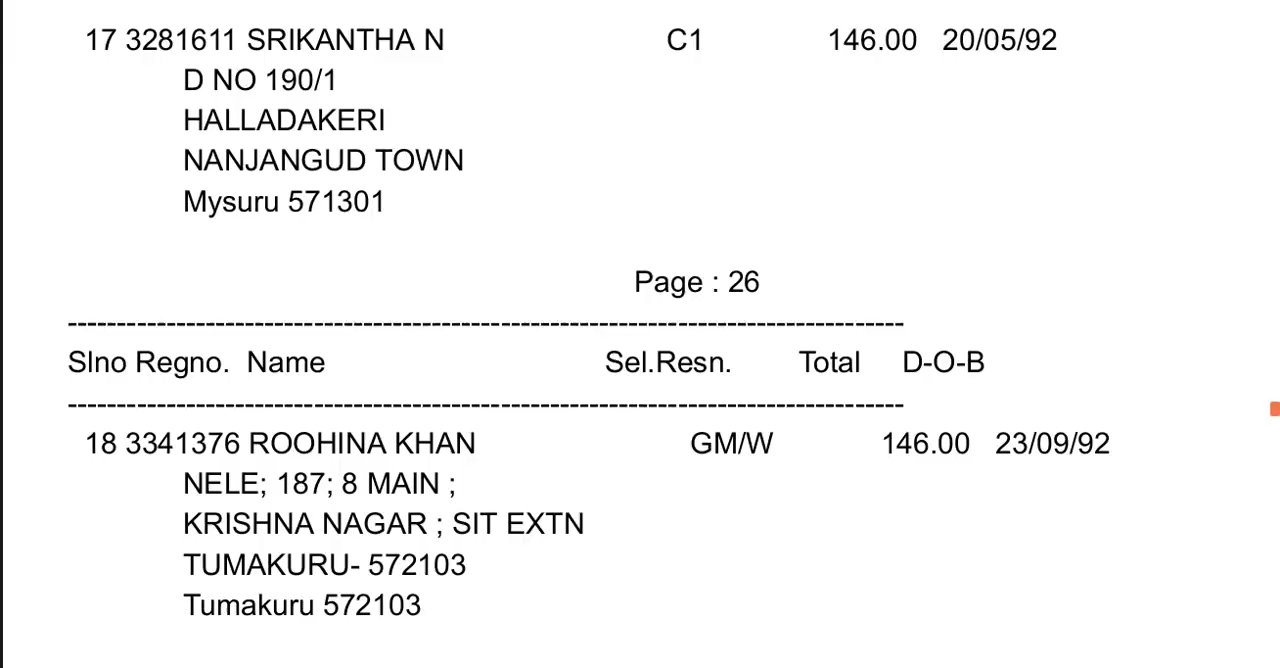 17 3281611 SRIKANTHA N C1 146.00 20/05/92
D NO 190/1
HALLADAKERI
NANJANGUD TOWN
Mysuru 571301
Page : 26
--------------------------------------------------------------------------------------
Slno Regno. Name Sel.Resn. Total D-O-B
--------------------------------------------------------------------------------------
18 3341376 ROOHINA KHAN GM/W 146.00 23/09/92
NELE; 187; 8 MAIN ;
KRISHNA NAGAR ; SIT EXTN
TUMAKURU- 572103
Tumakuru 572103